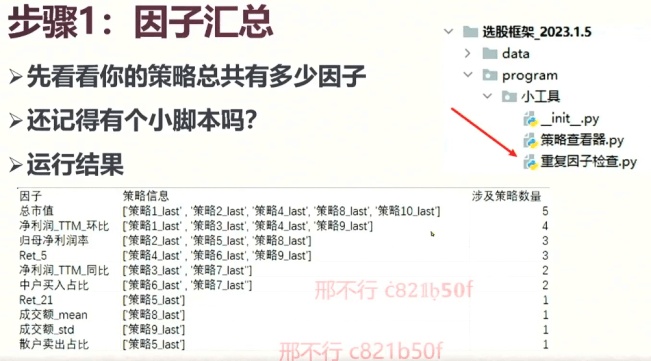 步骤1：因子汇总
➢先看看你的策略总共有多少因子
➢还记得有个小脚本吗?
➢运行结果
选股框架_2023.1.5
data
program
小工具
__init__.py
策略查看器.py
重复因子检查.py
因子 策略信息 涉及策略数量
总市值 ['策略1_last' , '策略2_last', '策略4_last', '策略8_last', '策略10_last'] 5
净利润_TTM_环比 ['策略1_last', '策略3_last', '策略4_last', '策略9_last'] 4
归母净利润率 ['策略2_last', '策略5_last', '策略8_last'] 3
Ret_5 ['策略4_last', '策略6_last', '策略9_last'] 3
净利润_TTM_同比 ['策略3_last', '策略7_last''] 2
中户买入占比 ['策略6_last' , '策略7_last''] 2
Ret_21 ['策略5_last'] 1
成交额_mean ['策略8_last'] 1
成交额_std ['策略9_last'] 1
散户卖出占比 ['策略5_last'] 1
邢不行 c821b50f
邢不行 c821b50f